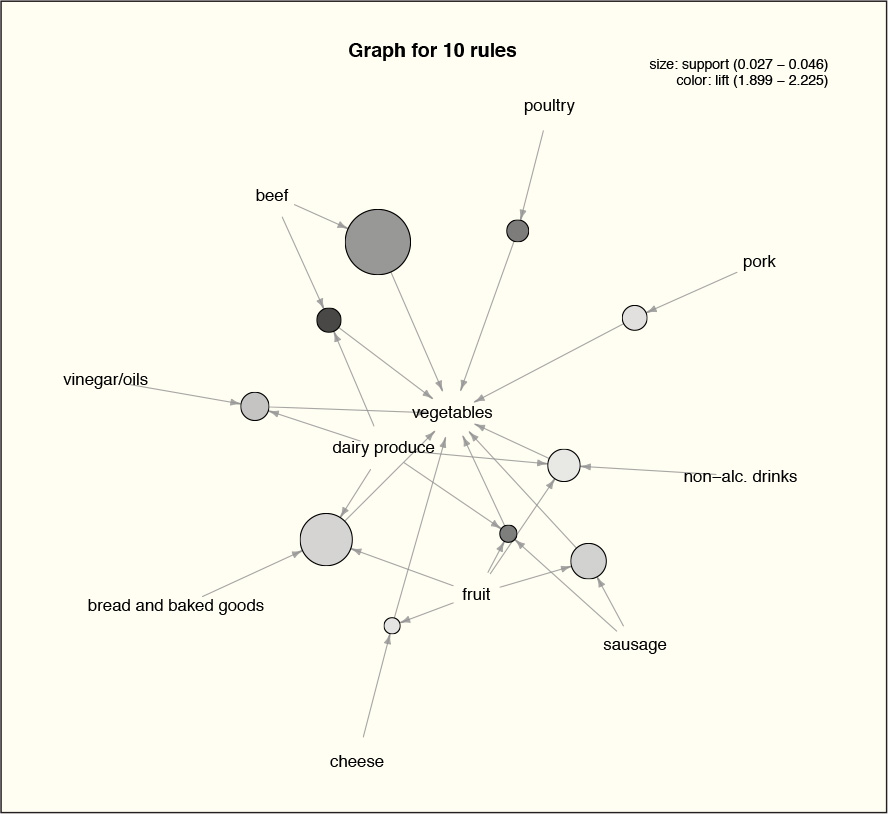 Graph for 10 rules
size: support (0.027 − 0.046)
color: lift (1.899 − 2.225)
poultry
beef
pork
vinegar/oils
vegetables
dairy produce
non−alc. drinks
fruit
bread and baked goods
sausage
cheese